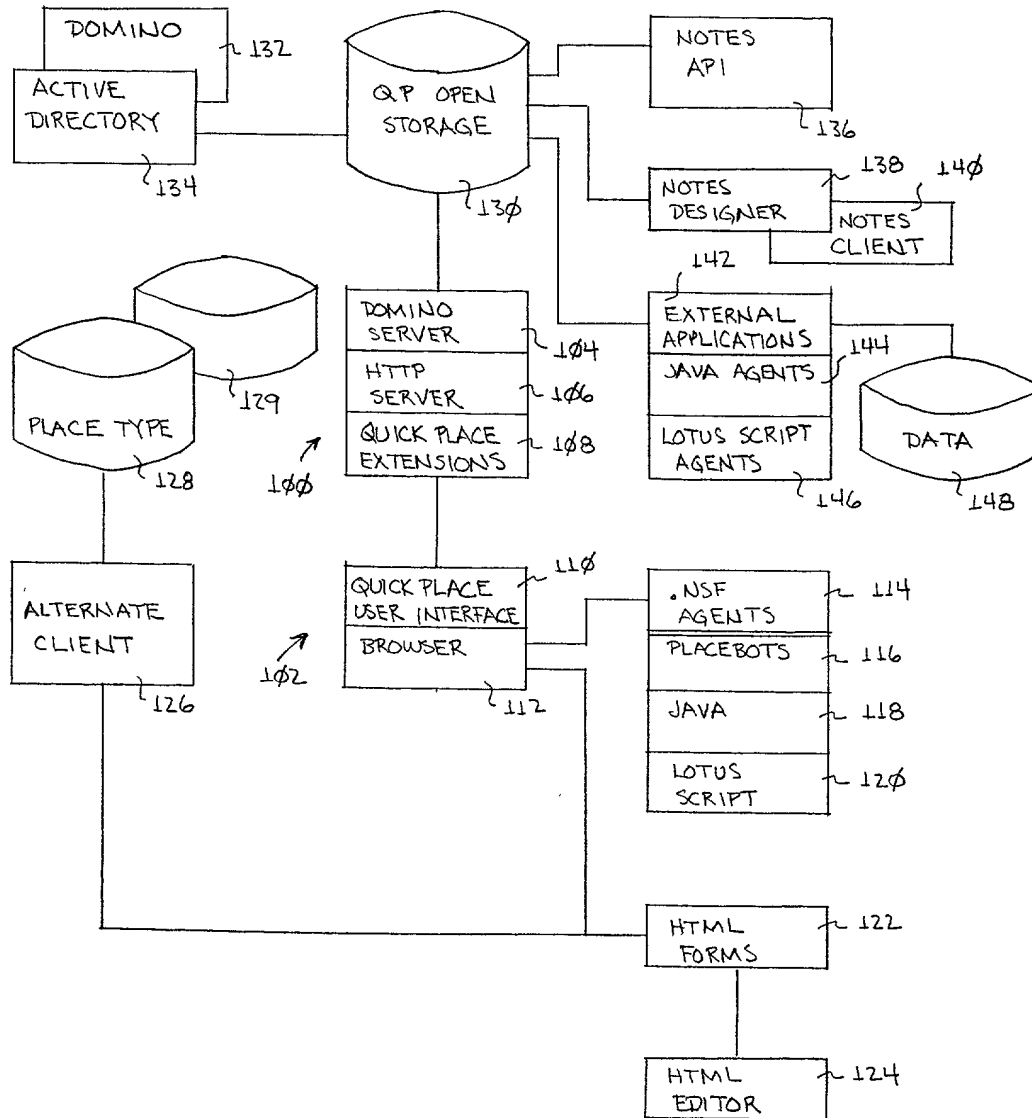 DOMINO
132
ACTIVE
DIRECTORY
134
QP OPEN
STORAGE
130
NOTES
API
136
138
140
NOTES
DESIGNER
NOTES
CLIENT
142
EXTERNAL
APPLICATIONS
144
JAVA AGENTS
LOTUS SCRIPT
AGENTS
146
DATA
148
129
PLACE TYPE
128
DOMINO
SERVER
104
HTTP
SERVER
106
QUICK PLACE
EXTENSIONS
108
100
ALTERNATE
CLIENT
126
110
QUICK PLACE
USER INTERFACE
BROWSER
102
112
.NSF
AGENTS
114
PLACEBOTS
116
JAVA
118
LOTUS
SCRIPT
120
HTML
FORMS
122
HTML
EDITOR
124